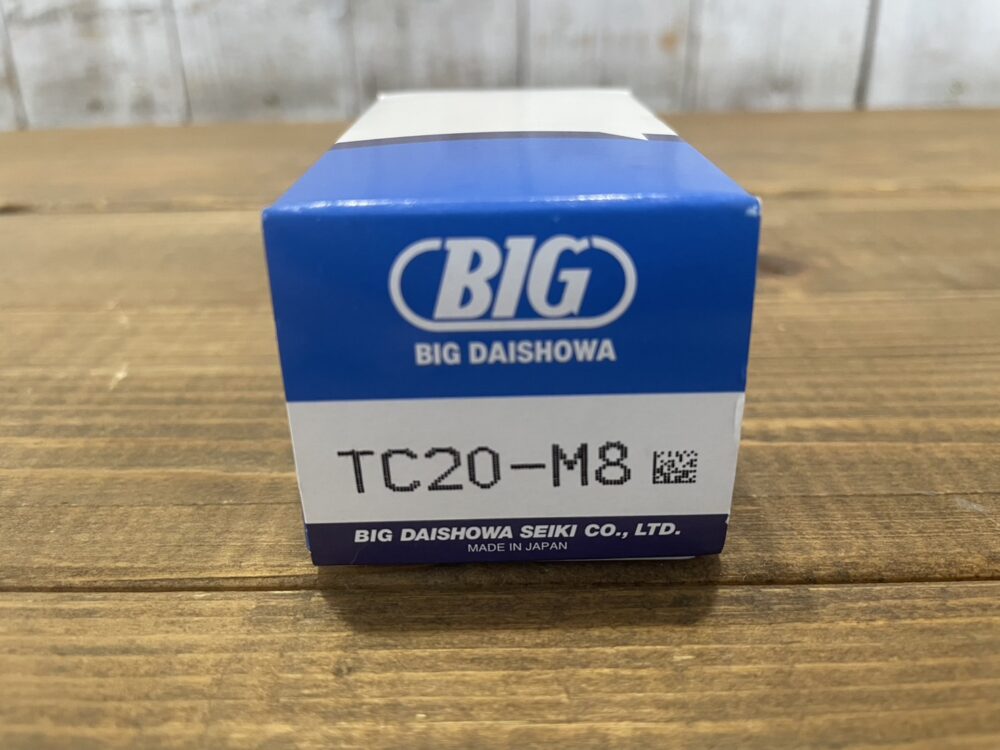 BIG
BIG DAISHOWA
TC20-M8
BIG DAISHOWA SEIKI CO., LTD.
MADE IN JAPAN